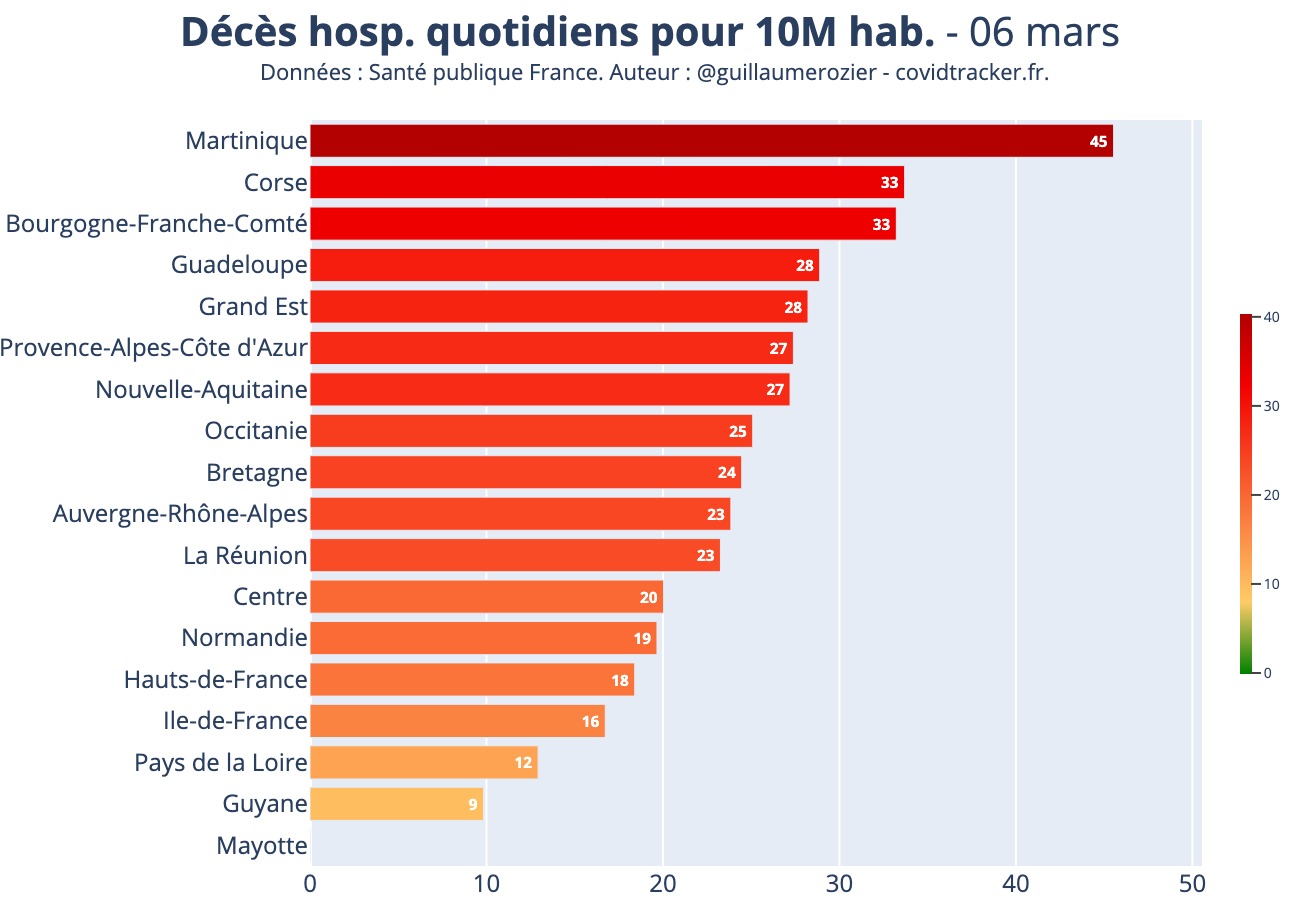 Décès hosp. quotidiens pour 10M hab. - 06 mars
Données : Santé publique France. Auteur : @guillaumerozier - covidtracker.fr.
Martinique 45
Corse 33
Bourgogne-Franche-Comté 33
Guadeloupe 28
Grand Est 28
Provence-Alpes-Côte d'Azur 27
Nouvelle-Aquitaine 27
Occitanie 25
Bretagne 24
Auvergne-Rhône-Alpes 23
La Réunion 23
Centre 20
Normandie 19
Hauts-de-France 18
Ile-de-France 16
Pays de la Loire 12
Guyane 9
Mayotte
0 10 20 30 40 50
40
30
20
10
0